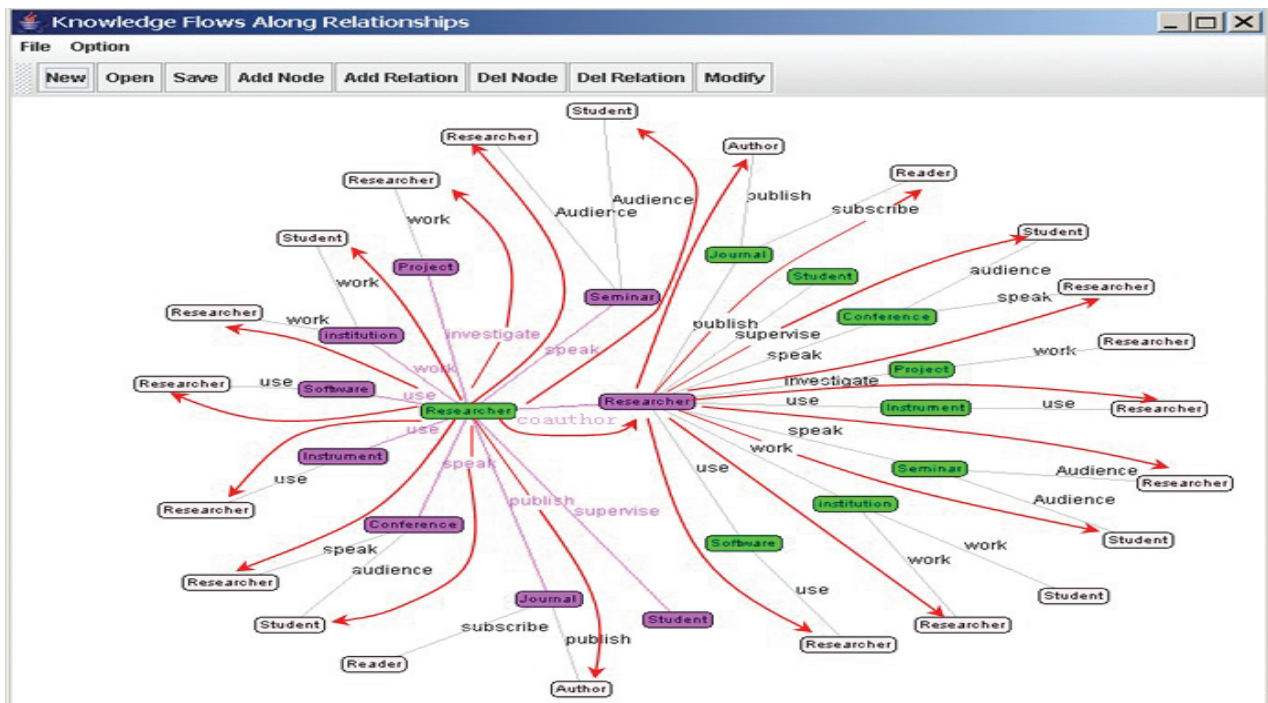 Knowledge Flows Along Relationships
File Option
New Open Save Add Node Add Relation Del Node Del Relation Modify
Student
Researcher
Author
Researcher
Reader
Audience
publish
Audience
subscribe
work
Student
Student
Journal
Project
Student
audience
work
Researcher
Seminar
speak
Researcher
work
Conference
institution
investigate
publish
supervise
Researcher
speak
speak
work
work
Project
Researcher
use
Software
use
investigate
Researcher
Researcher
use
Instrument
use
Researcher
coauthor
use
speak
Instrument
speak
work
use
use
Seminar
Audience
Researcher
Researcher
publish
supervise
institution
Audience
Conference
Student
speak
Software
work
audience
work
Researcher
use
Student
Journal
Student
Student
Researcher
subscribe
publish
Researcher
Reader
Author